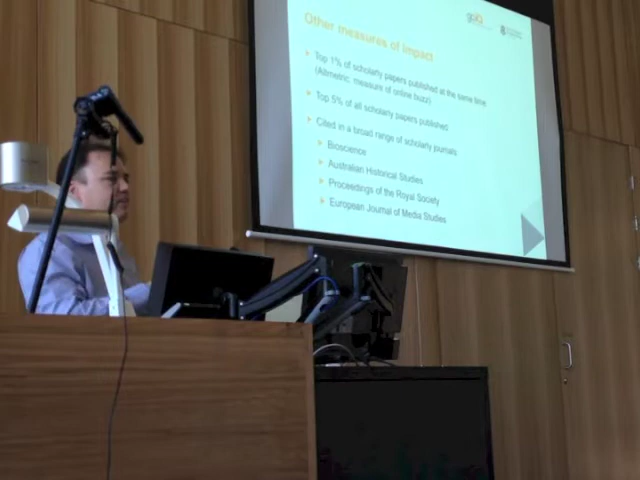 Other measures of Impact
Top 1% of scholarly papers published at the same time
(Altmetric: measure of online buzz)
Top 5% of all scholarly papers published
Cited in a broad range of scholarly journals:
Bioscience
Australian Historical Studies
Proceedings of the Royal Society
European Journal of Media Studies